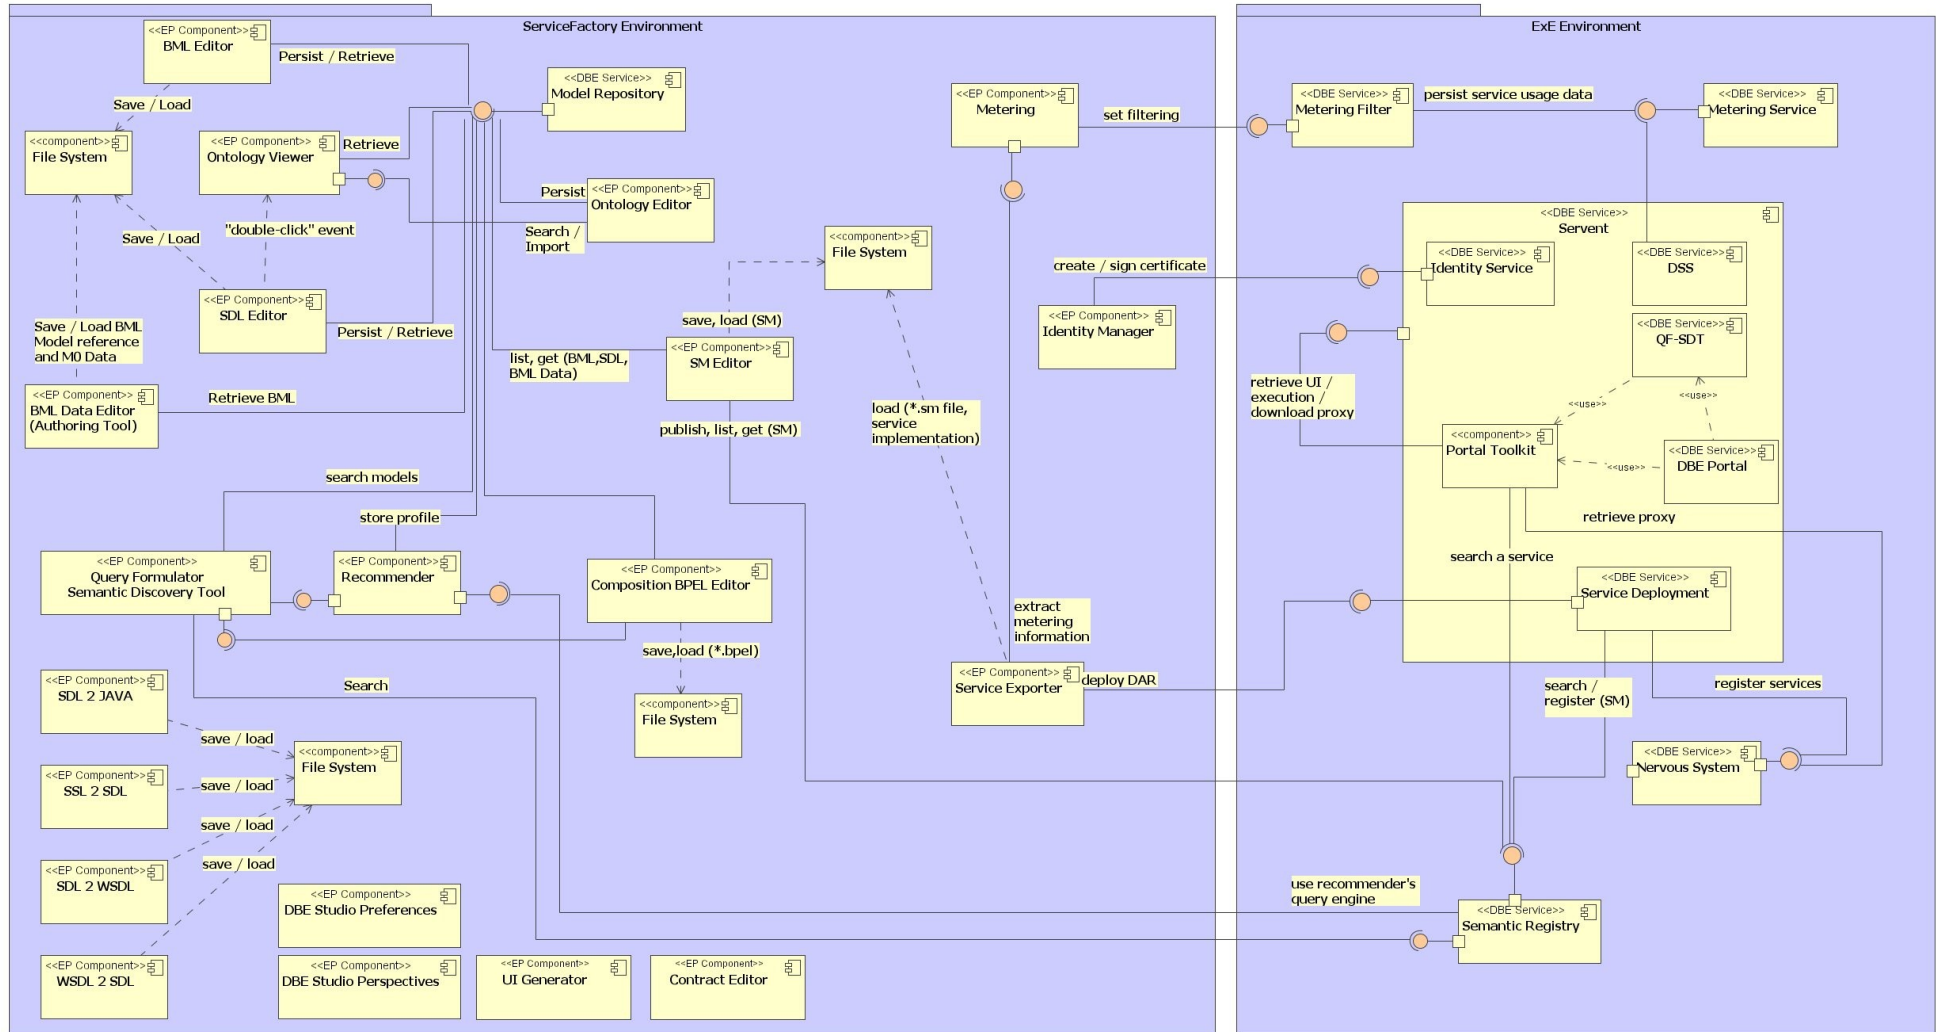 ServiceFactory Environment
<<EP Component>>
BML Editor
Persist / Retrieve
Save / Load
<<DBE Service>>
Model Repository
<<component>>
File System
<<EP Component>>
Ontology Viewer
Retrieve
Persist
<<EP Component>>
Ontology Editor
Search /
Import
Save / Load
"double-click" event
<<EP Component>>
SDL Editor
Persist / Retrieve
Save / Load BML
Model reference
and M0 Data
<<EP Component>>
BML Data Editor
(Authoring Tool)
Retrieve BML
<<component>>
File System
save, load (SM)
<<EP Component>>
SM Editor
list, get (BML,SDL,
BML Data)
publish, list, get (SM)
load (*.sm file,
service
implementation)
<<EP Component>>
Metering
set filtering
create / sign certificate
<<EP Component>>
Identity Manager
search models
store profile
<<EP Component>>
Query Formulator
Semantic Discovery Tool
<<EP Component>>
Recommender
<<EP Component>>
Composition BPEL Editor
save,load (*.bpel)
<<component>>
File System
extract
metering
information
<<EP Component>>
Service Exporter
deploy DAR
Search
<<EP Component>>
SDL 2 JAVA
save / load
<<component>>
File System
<<EP Component>>
SSL 2 SDL
save / load
save / load
<<EP Component>>
SDL 2 WSDL
save / load
<<EP Component>>
WSDL 2 SDL
<<EP Component>>
DBE Studio Preferences
<<EP Component>>
DBE Studio Perspectives
<<EP Component>>
UI Generator
<<EP Component>>
Contract Editor
ExE Environment
<<DBE Service>>
Metering Filter
persist service usage data
<<DBE Service>>
Metering Service
<<DBE Service>>
Servent
<<DBE Service>>
Identity Service
<<DBE Service>>
DSS
<<DBE Service>>
QF-SDT
retrieve UI /
execution /
download proxy
<<use>>
<<use>>
<<component>>
Portal Toolkit
<<use>>
<<DBE Service>>
DBE Portal
retrieve proxy
search a service
<<DBE Service>>
Service Deployment
search /
register (SM)
register services
<<DBE Service>>
Nervous System
use recommender's
query engine
<<DBE Service>>
Semantic Registry